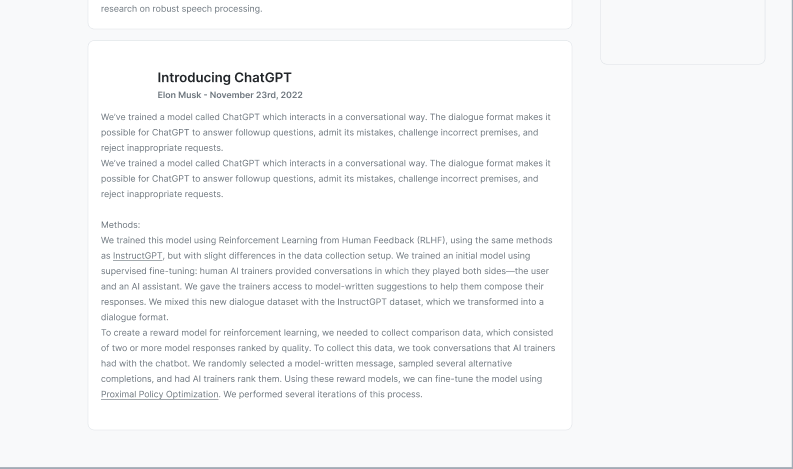 research on robust speech processing.
Introducing ChatGPT
Elon Musk - November 23rd, 2022
We've trained a model called ChatGPT which interacts in a conversational way. The dialogue format makes it
possible for ChatGPT to answer followup questions, admit its mistakes, challenge incorrect premises, and
reject inappropriate requests.
We've trained a model called ChatGPT which interacts in a conversational way. The dialogue format makes it
possible for ChatGPT to answer followup questions, admit its mistakes, challenge incorrect premises, and
reject inappropriate requests.
Methods:
We trained this model using Reinforcement Learning from Human Feedback (RLHF), using the same methods
as InstructGPT, but with slight differences in the data collection setup. We trained an initial model using
supervised fine-tuning: human AI trainers provided conversations in which they played both sides—the user
and an AI assistant. We gave the trainers access to model-written suggestions to help them compose their
responses. We mixed this new dialogue dataset with the InstructGPT dataset, which we transformed into a
dialogue format.
To create a reward model for reinforcement learning, we needed to collect comparison data, which consisted
of two or more model responses ranked by quality. To collect this data, we took conversations that AI trainers
had with the chatbot. We randomly selected a model-written message, sampled several alternative
completions, and had AI trainers rank them. Using these reward models, we can fine-tune the model using
Proximal Policy Optimization. We performed several iterations of this process.